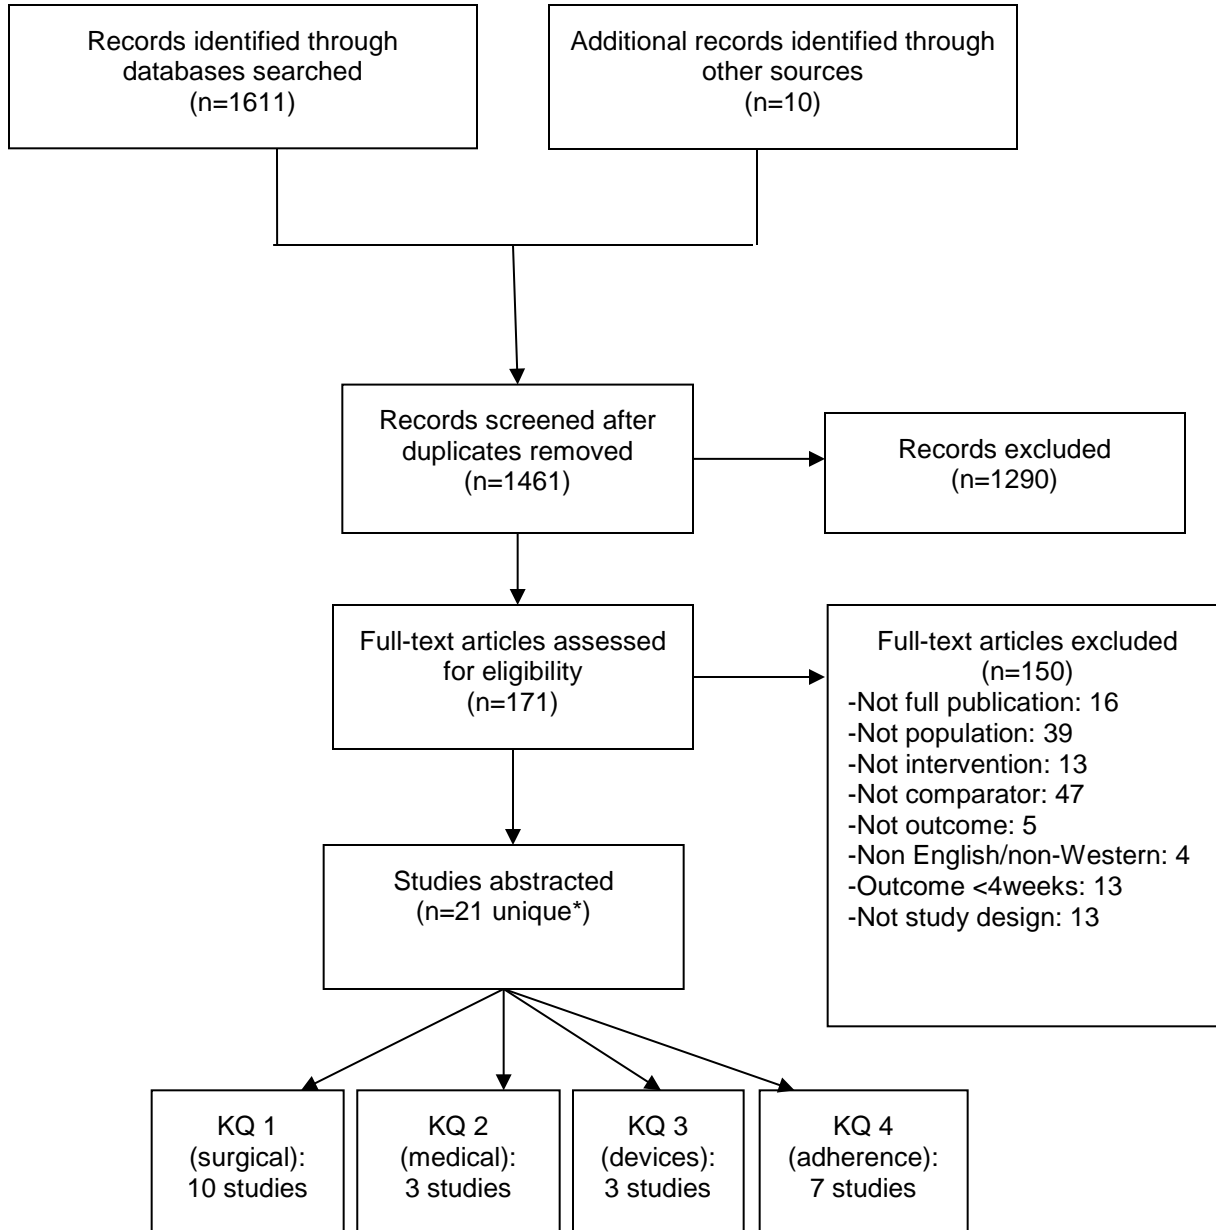 Records identified through
databases searched
(n=1611)
Additional records identified through
other sources
(n=10)
Records screened after
duplicates removed
(n=1461)
Records excluded
(n=1290)
Full-text articles assessed
for eligibility
(n=171)
Full-text articles excluded
(n=150)
-Not full publication: 16
-Not population: 39
-Not intervention: 13
-Not comparator: 47
-Not outcome: 5
-Non English/non-Western: 4
-Outcome <4weeks: 13
-Not study design: 13
Studies abstracted
(n=21 unique*)
KQ 1
(surgical):
10 studies
KQ 2
(medical):
3 studies
KQ 3
(devices):
3 studies
KQ 4
(adherence):
7 studies